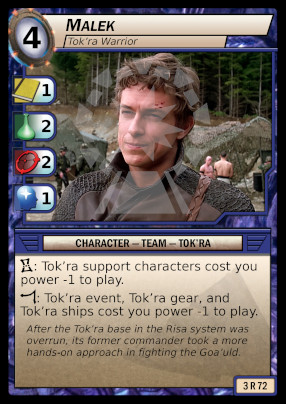 4
MALEK
Tok'ra Warrior
1
2
2
1
CHARACTER – TEAM – TOK'RA
: Tok'ra support characters cost you
power -1 to play.
: Tok'ra event, Tok'ra gear, and
Tok'ra ships cost you power -1 to play.
After the Tok'ra base in the Risa system was
overrun, its former commander took a more
hands-on approach in fighting the Goa'uld.
3 R 72